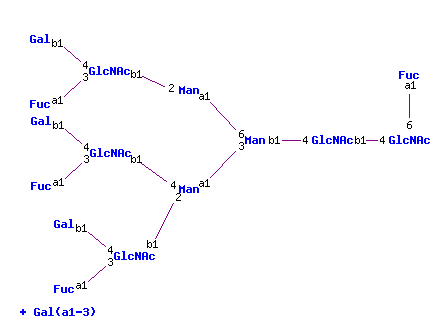 Gal b1
4 GlcNAc b1
3
Fuc a1
2 Man a1
Fuc a1
6
Gal b1
4 GlcNAc b1
3
Fuc a1
4 Man a1
2
6 Man b1
3
4 GlcNAc b1
4 GlcNAc
Gal b1
b1
4 GlcNAc
3
Fuc a1
+ Gal(a1-3)